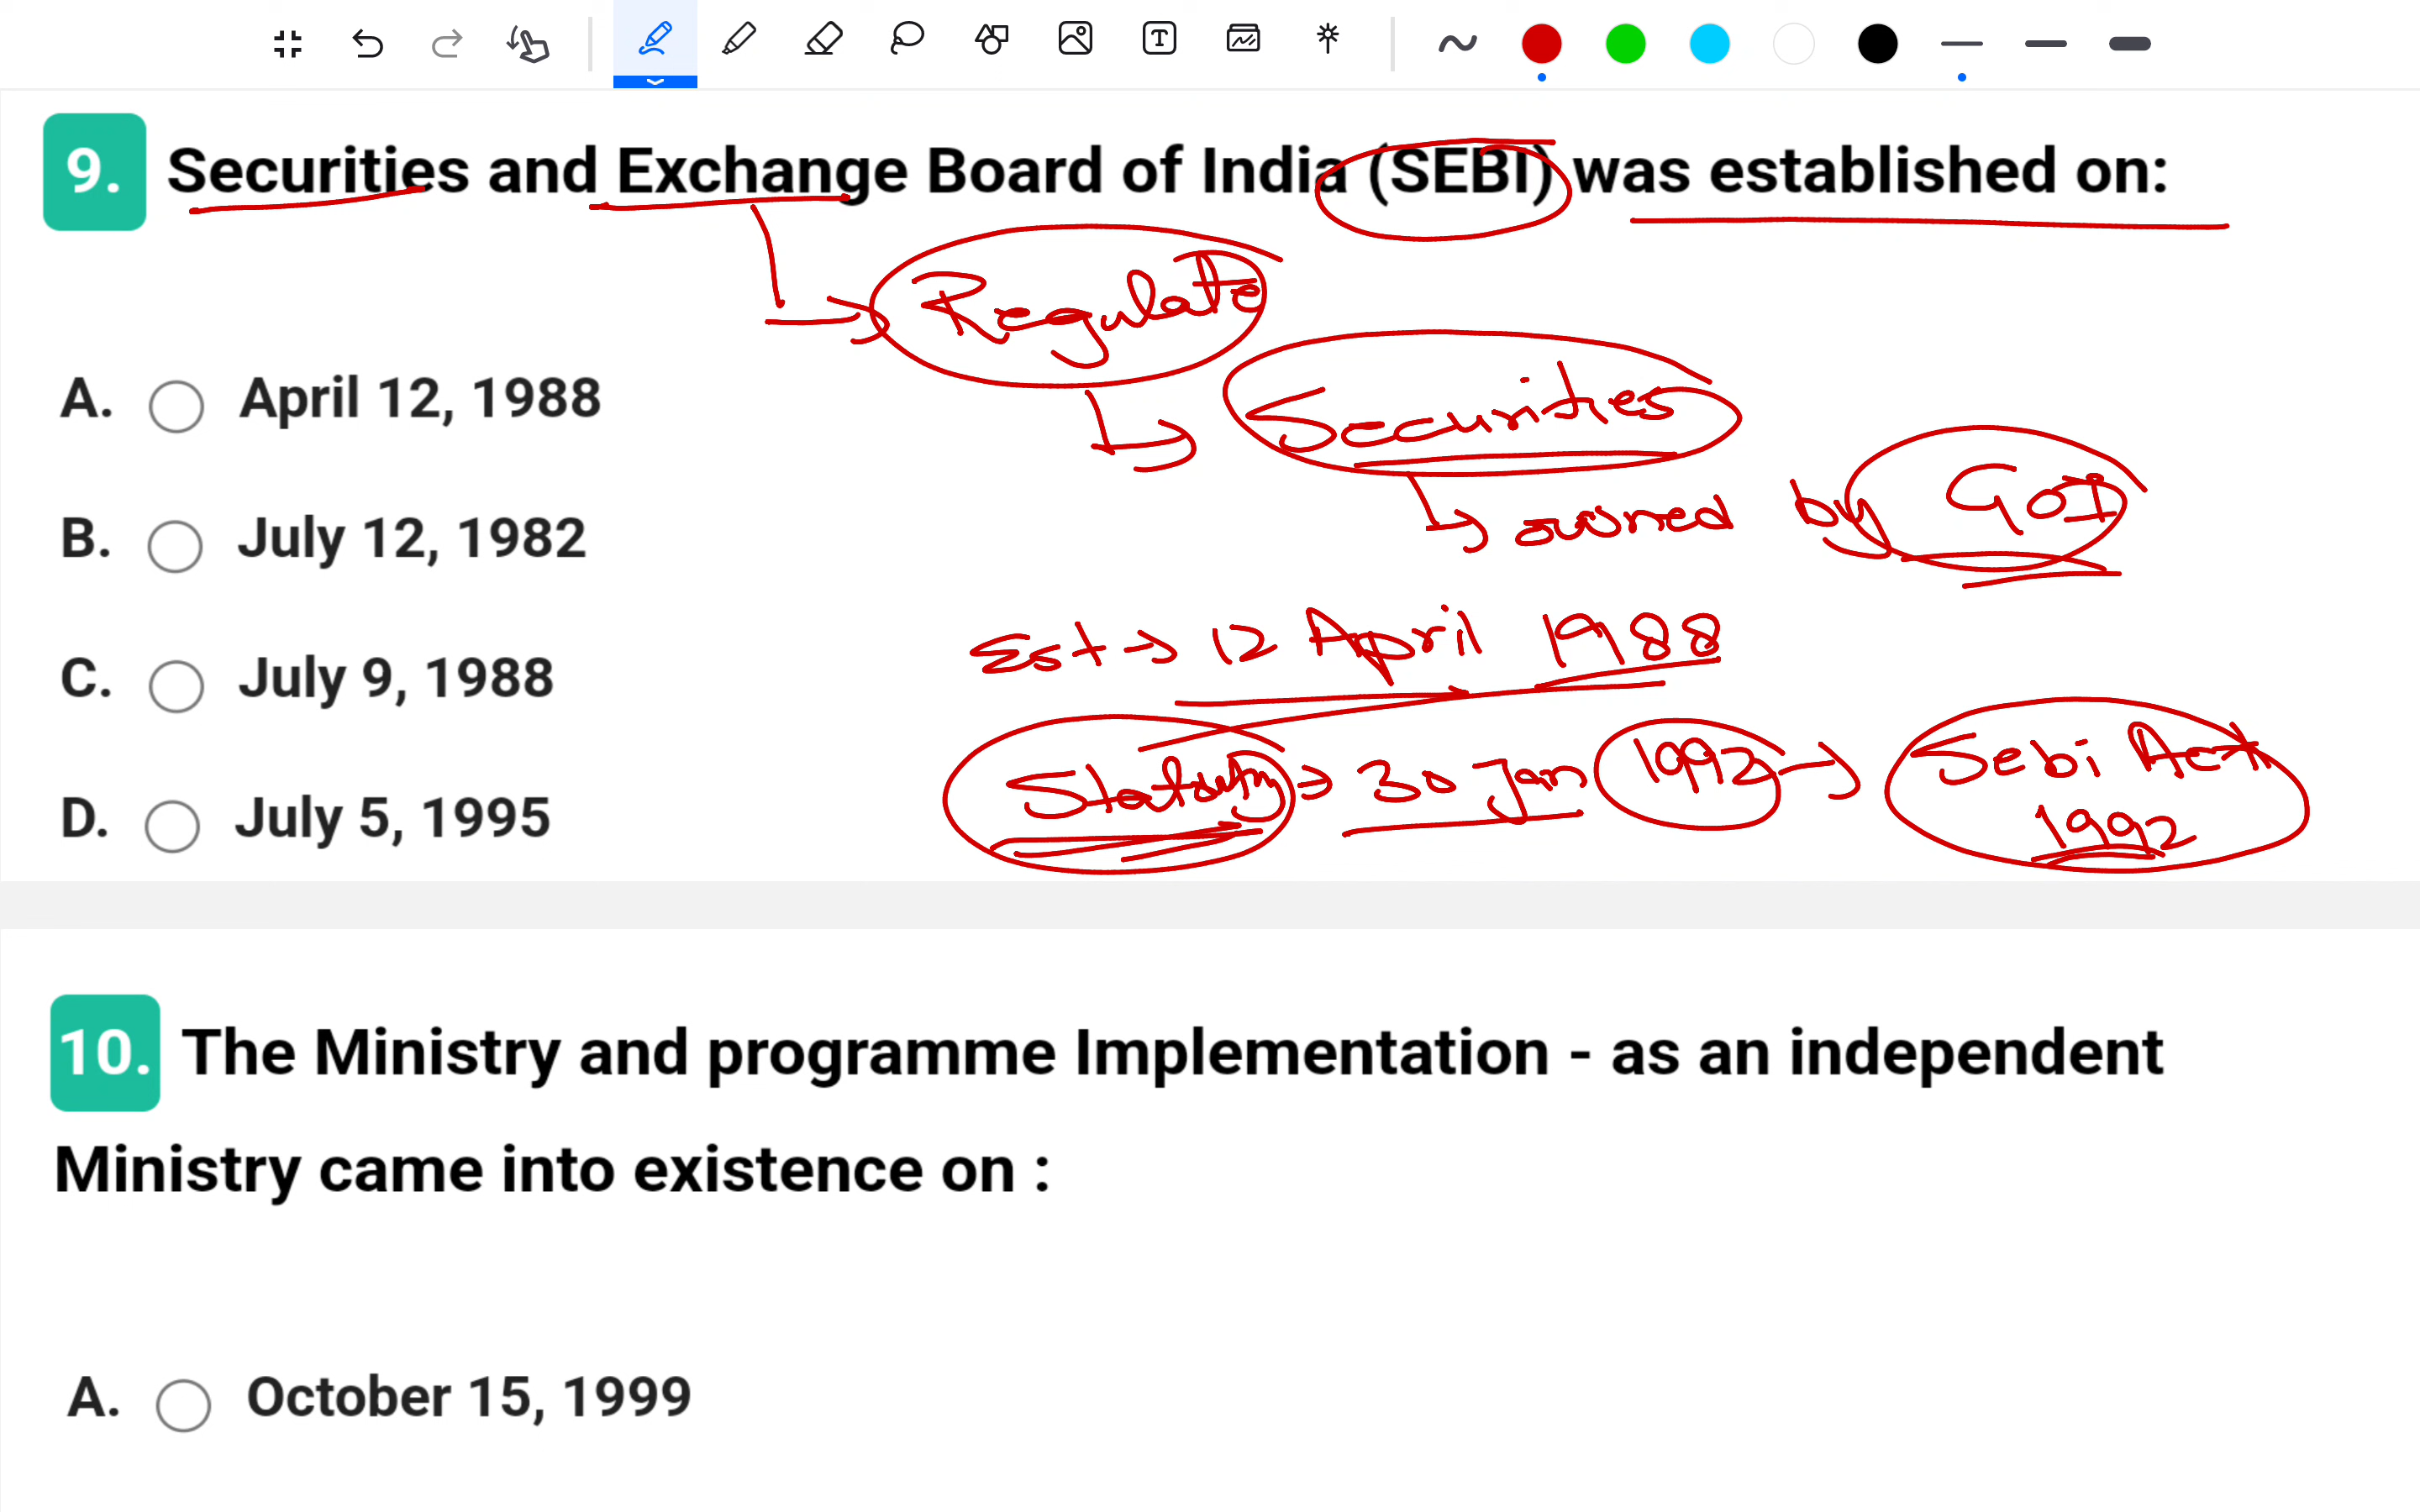 9. Securities and Exchange Board of India (SEBI) was established on:
Regulate
A. April 12, 1988
Securities
B. July 12, 1982
owned by GOI
Est → 12 April 1988
C. July 9, 1988
Statutory → 30 Jan 1992 → Sebi Act
1992
D. July 5, 1995
10. The Ministry and programme Implementation - as an independent
Ministry came into existence on :
A. October 15, 1999